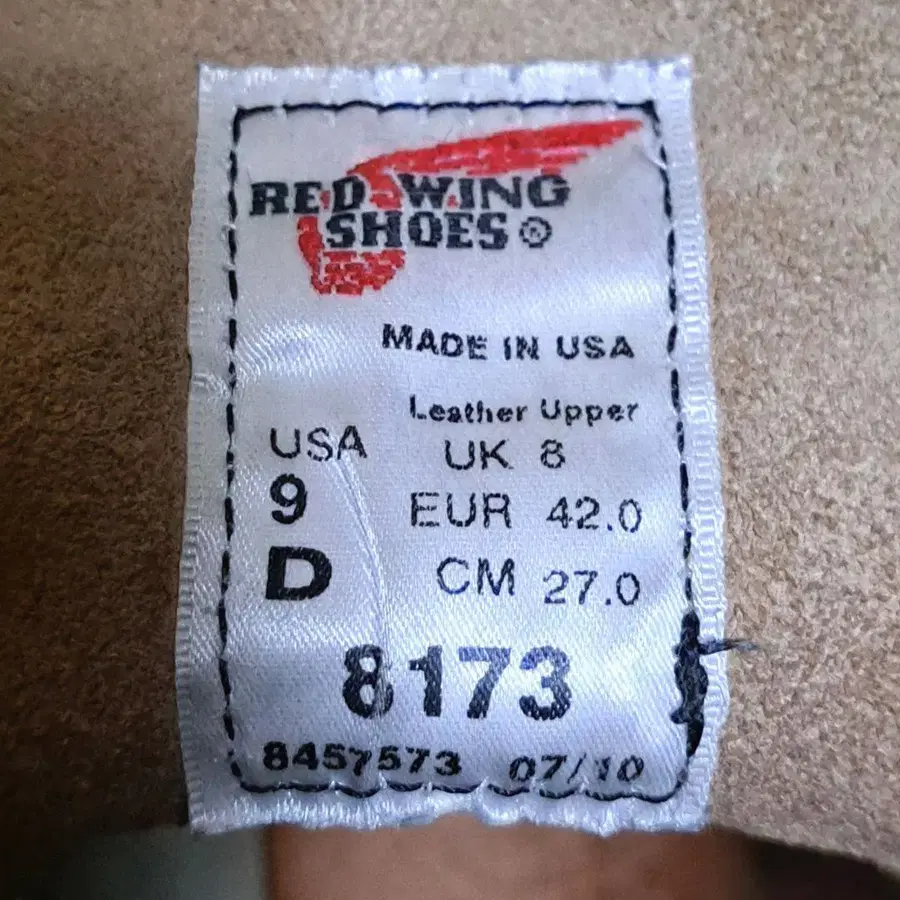 RED WING
SHOES®
MADE IN USA
Leather Upper
USA UK 8
9 EUR 42.0
D CM 27.0
8173
8457573 07/10